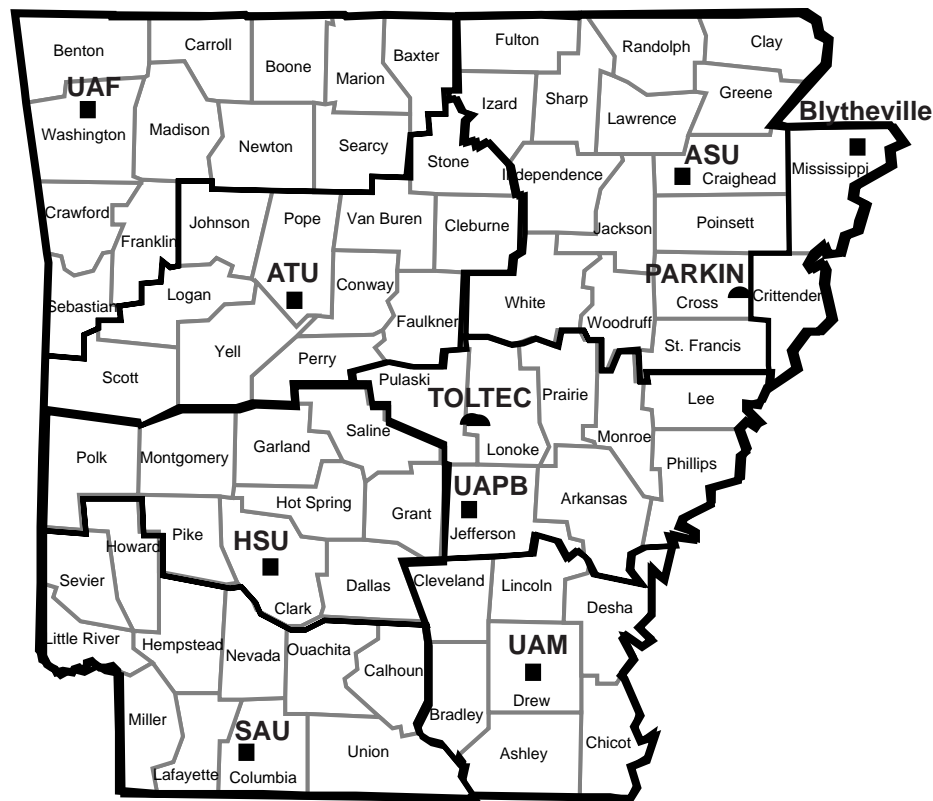 Benton
Carroll
Boone
Marion
Baxter
Fulton
Randolph
Clay
UAF
Washington
Madison
Newton
Searcy
Stone
Izard
Sharp
Lawrence
Greene
Blytheville
Mississippi
Independence
ASU
Craighead
Crawford
Franklin
Johnson
Pope
Van Buren
Cleburne
Jackson
Poinsett
Sebastian
Logan
ATU
Conway
Faulkner
White
Woodruff
PARKIN
Cross
Crittenden
St. Francis
Scott
Yell
Perry
Pulaski
TOLTEC
Lonoke
Prairie
Monroe
Lee
Phillips
Polk
Montgomery
Garland
Saline
Hot Spring
Grant
UAPB
Jefferson
Arkansas
Howard
Pike
HSU
Clark
Dallas
Cleveland
Lincoln
Desha
Sevier
Little River
Hempstead
Nevada
Ouachita
Calhoun
UAM
Drew
Bradley
Miller
Lafayette
SAU
Columbia
Union
Ashley
Chicot